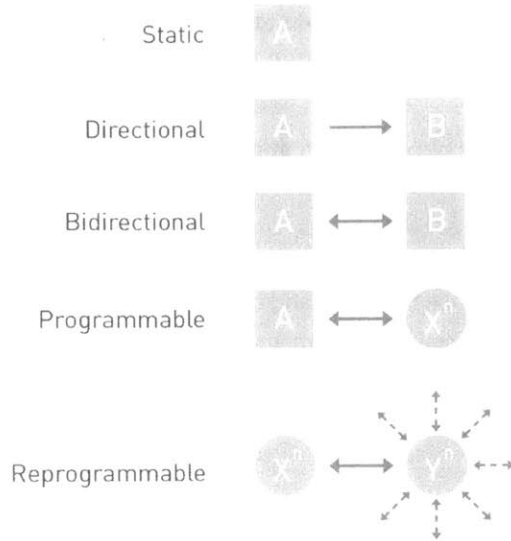 Static A
Directional A B
Bidirectional A B
Programmable A Xⁿ
Reprogrammable Xⁿ Yⁿ